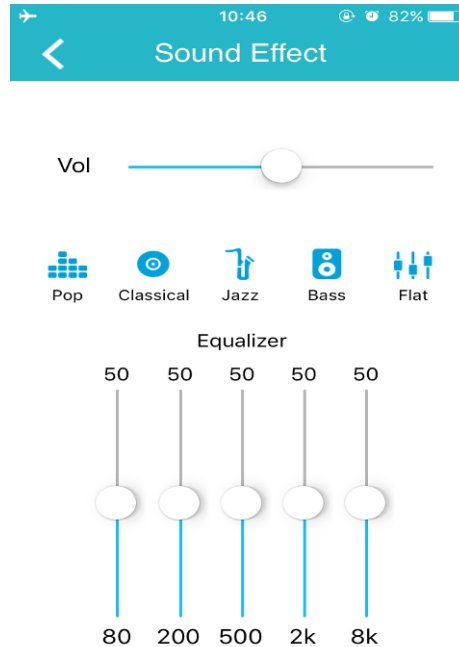 10:46 82%
Sound Effect
Vol
Pop Classical Jazz Bass Flat
Equalizer
50 50 50 50 50
80 200 500 2k 8k